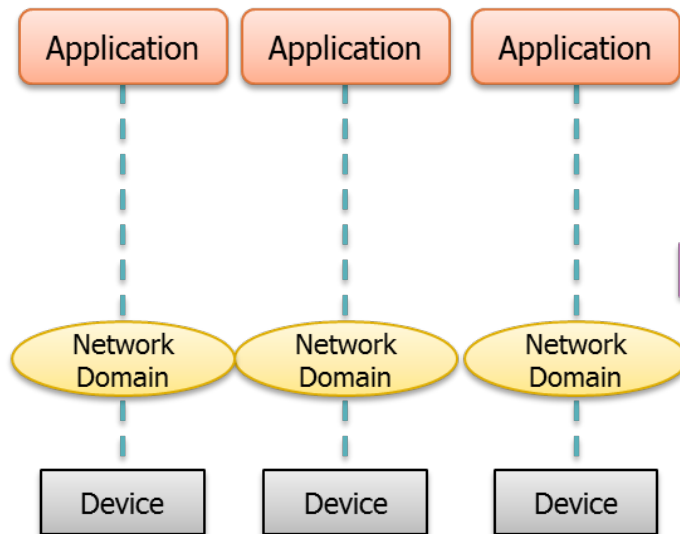 Application
Application
Application
Network
Domain
Network
Domain
Network
Domain
Device
Device
Device